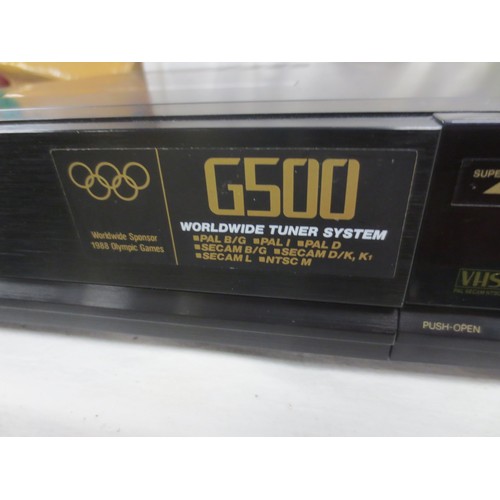 G500
WORLDWIDE TUNER SYSTEM
■PAL B/G ■PAL I ■PAL D
■SECAM B/G ■SECAM D/K, K1
■SECAM L ■NTSC M
Worldwide Sponsor
1988 Olympic Games
SUPER
VHS
PUSH-OPEN